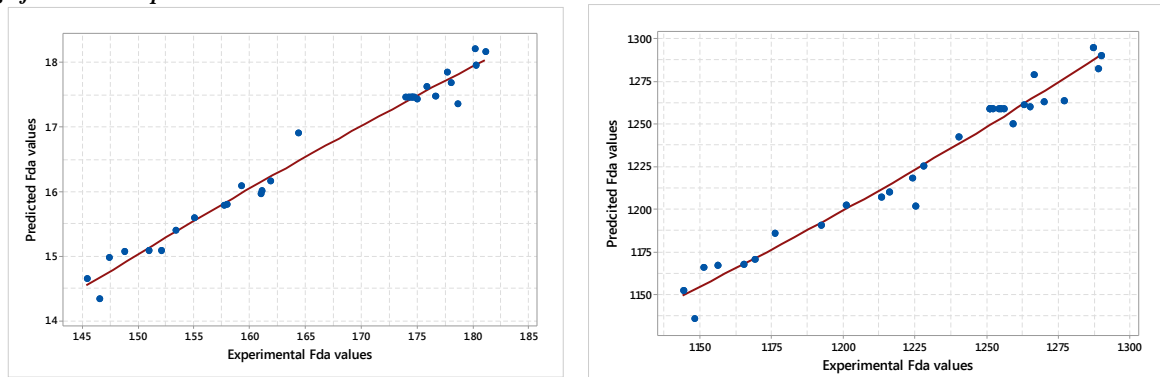 18
17
16
15
14
Predicted Fda values
145 150 155 160 165 170 175 180 185
Experimental Fda values
1300
1275
1250
1225
1200
1175
1150
Predcited Fda values
1150 1175 1200 1225 1250 1275 1300
Experimental Fda values